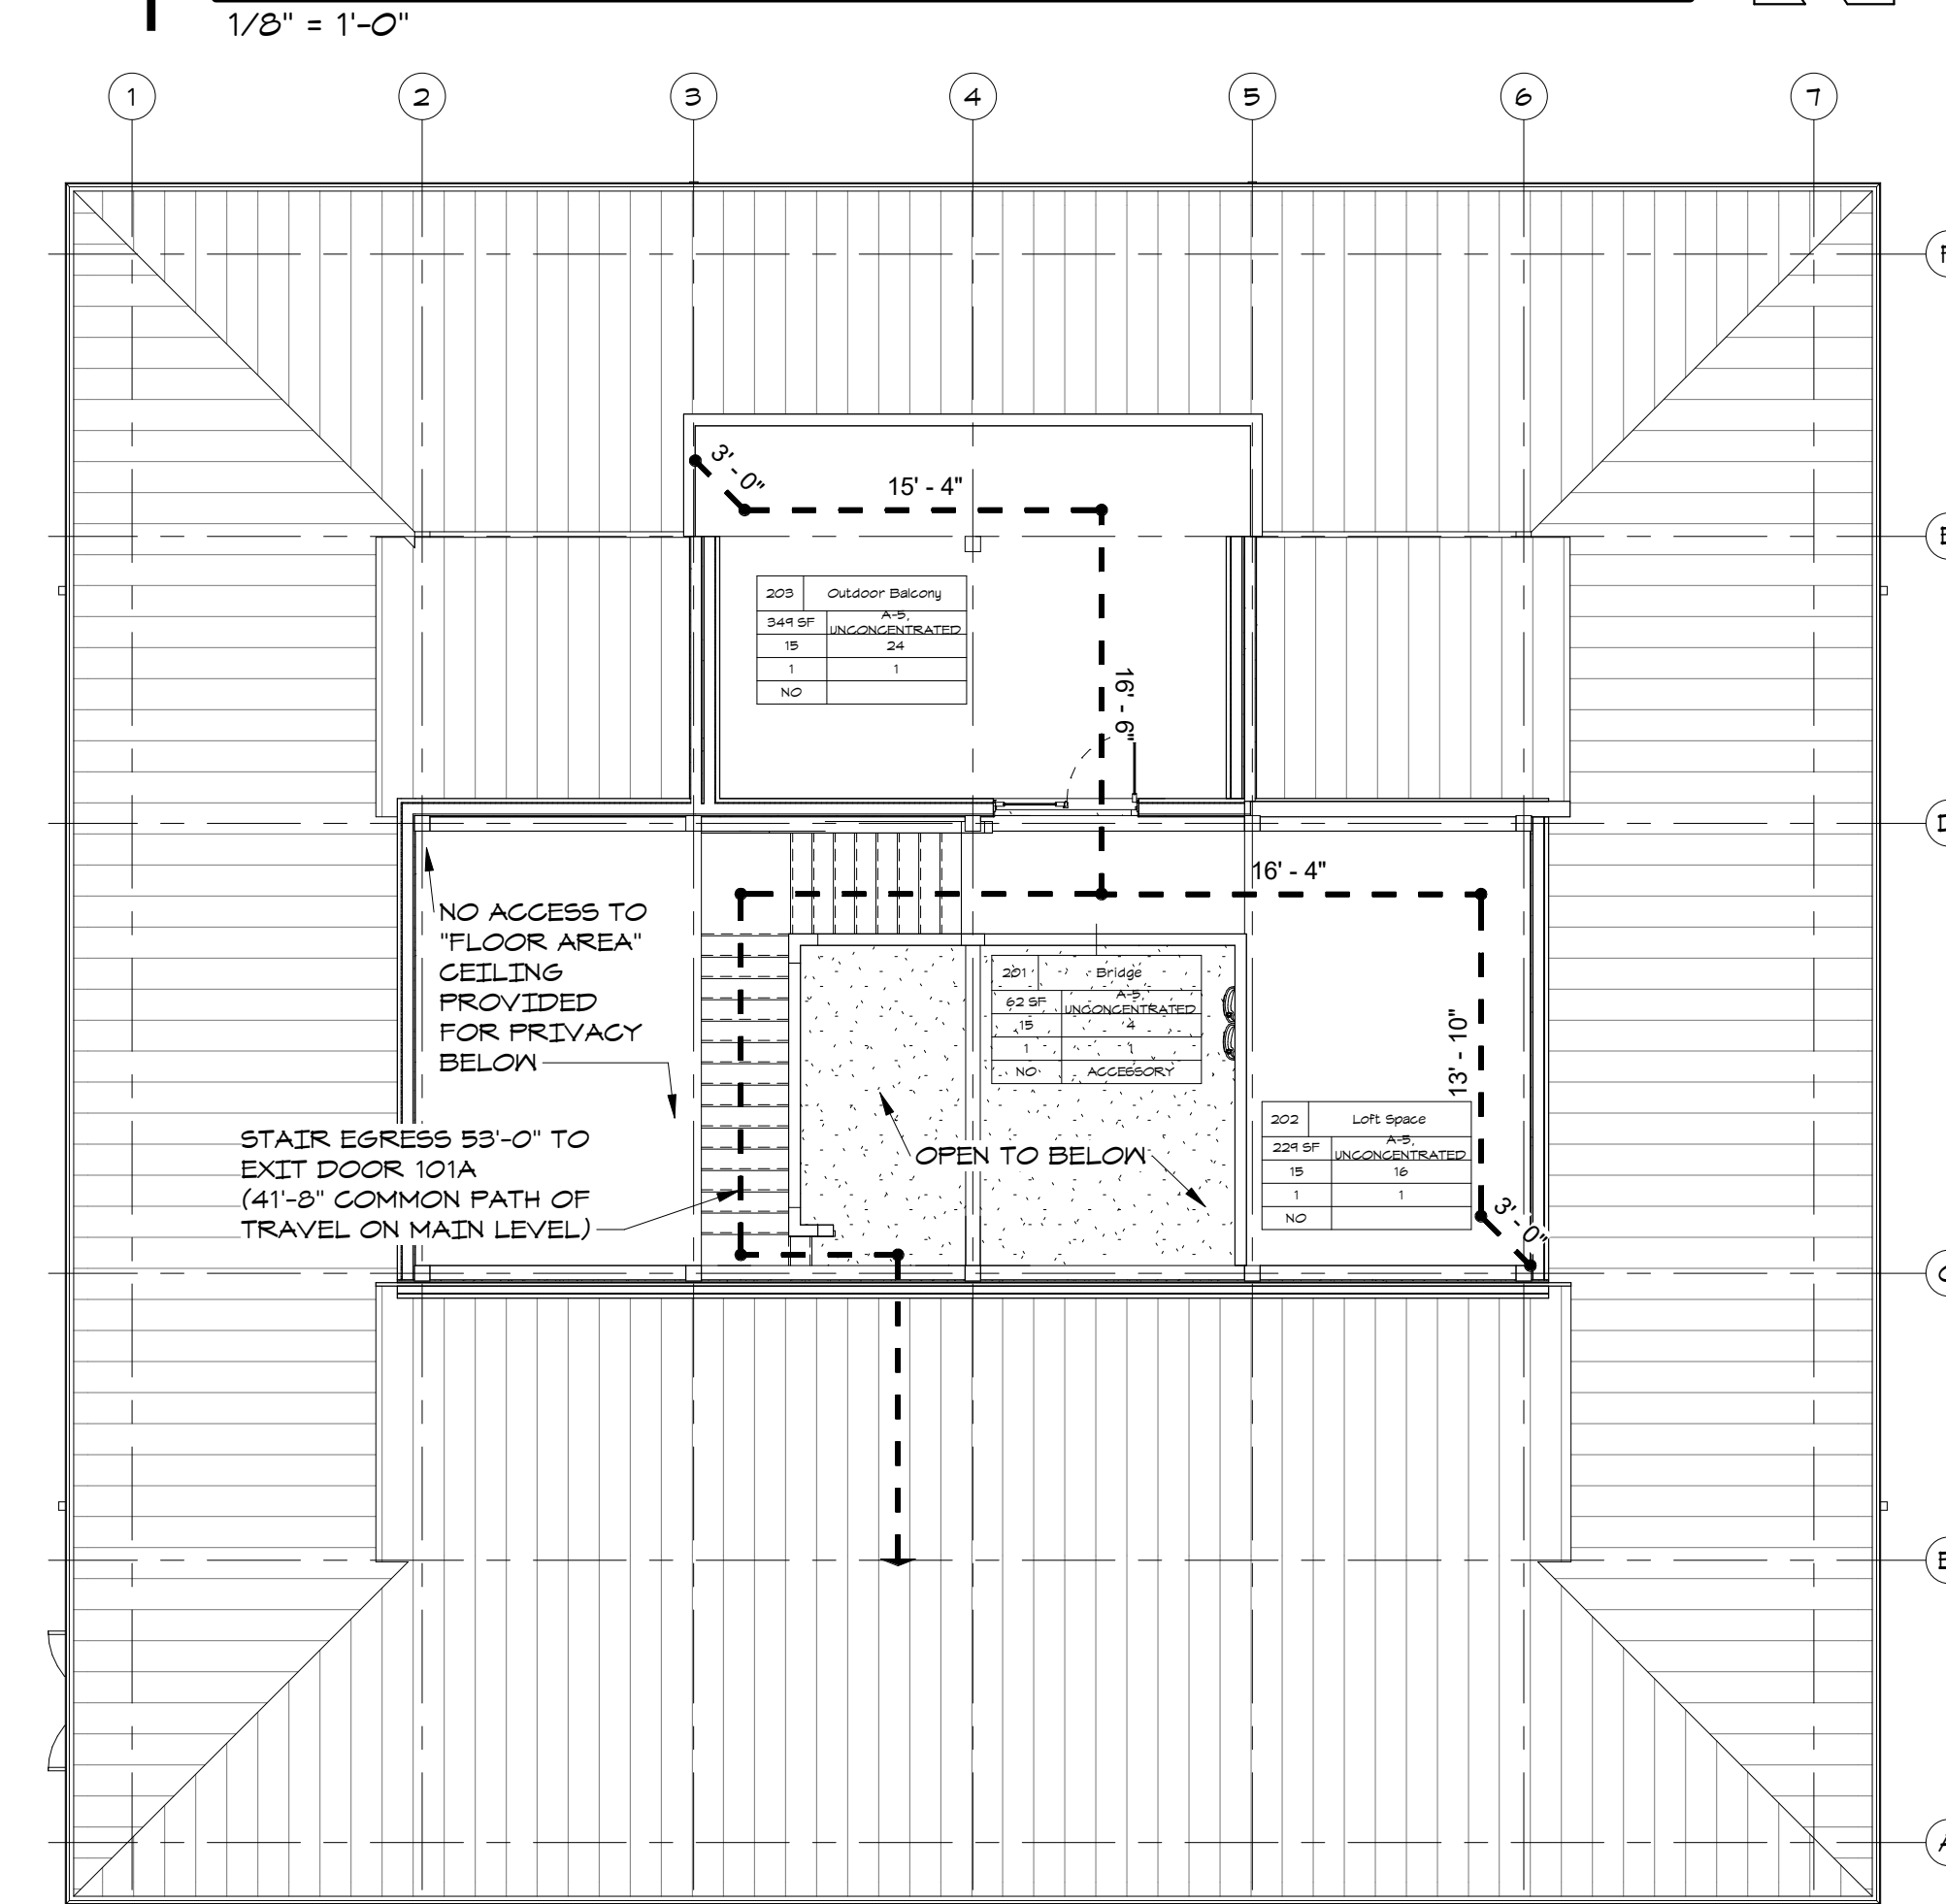 1/8" = 1'-0"
1 2 3 4 5 6 7
3' - 0"
15' - 4"
203 Outdoor Balcony
349 SF A-5, UNCONCENTRATED
15 24
1 1
NO
16' - 6"
16' - 4"
NO ACCESS TO
"FLOOR AREA"
CEILING
PROVIDED
FOR PRIVACY
BELOW
201 Bridge
62 SF A-5, UNCONCENTRATED
15 4
1 1
NO ACCESSORY
13' - 10"
202 Loft Space
229 SF A-5, UNCONCENTRATED
15 16
1 1
NO
3' - 0"
OPEN TO BELOW
STAIR EGRESS 53'-0" TO
EXIT DOOR 101A
(41'-8" COMMON PATH OF
TRAVEL ON MAIN LEVEL)